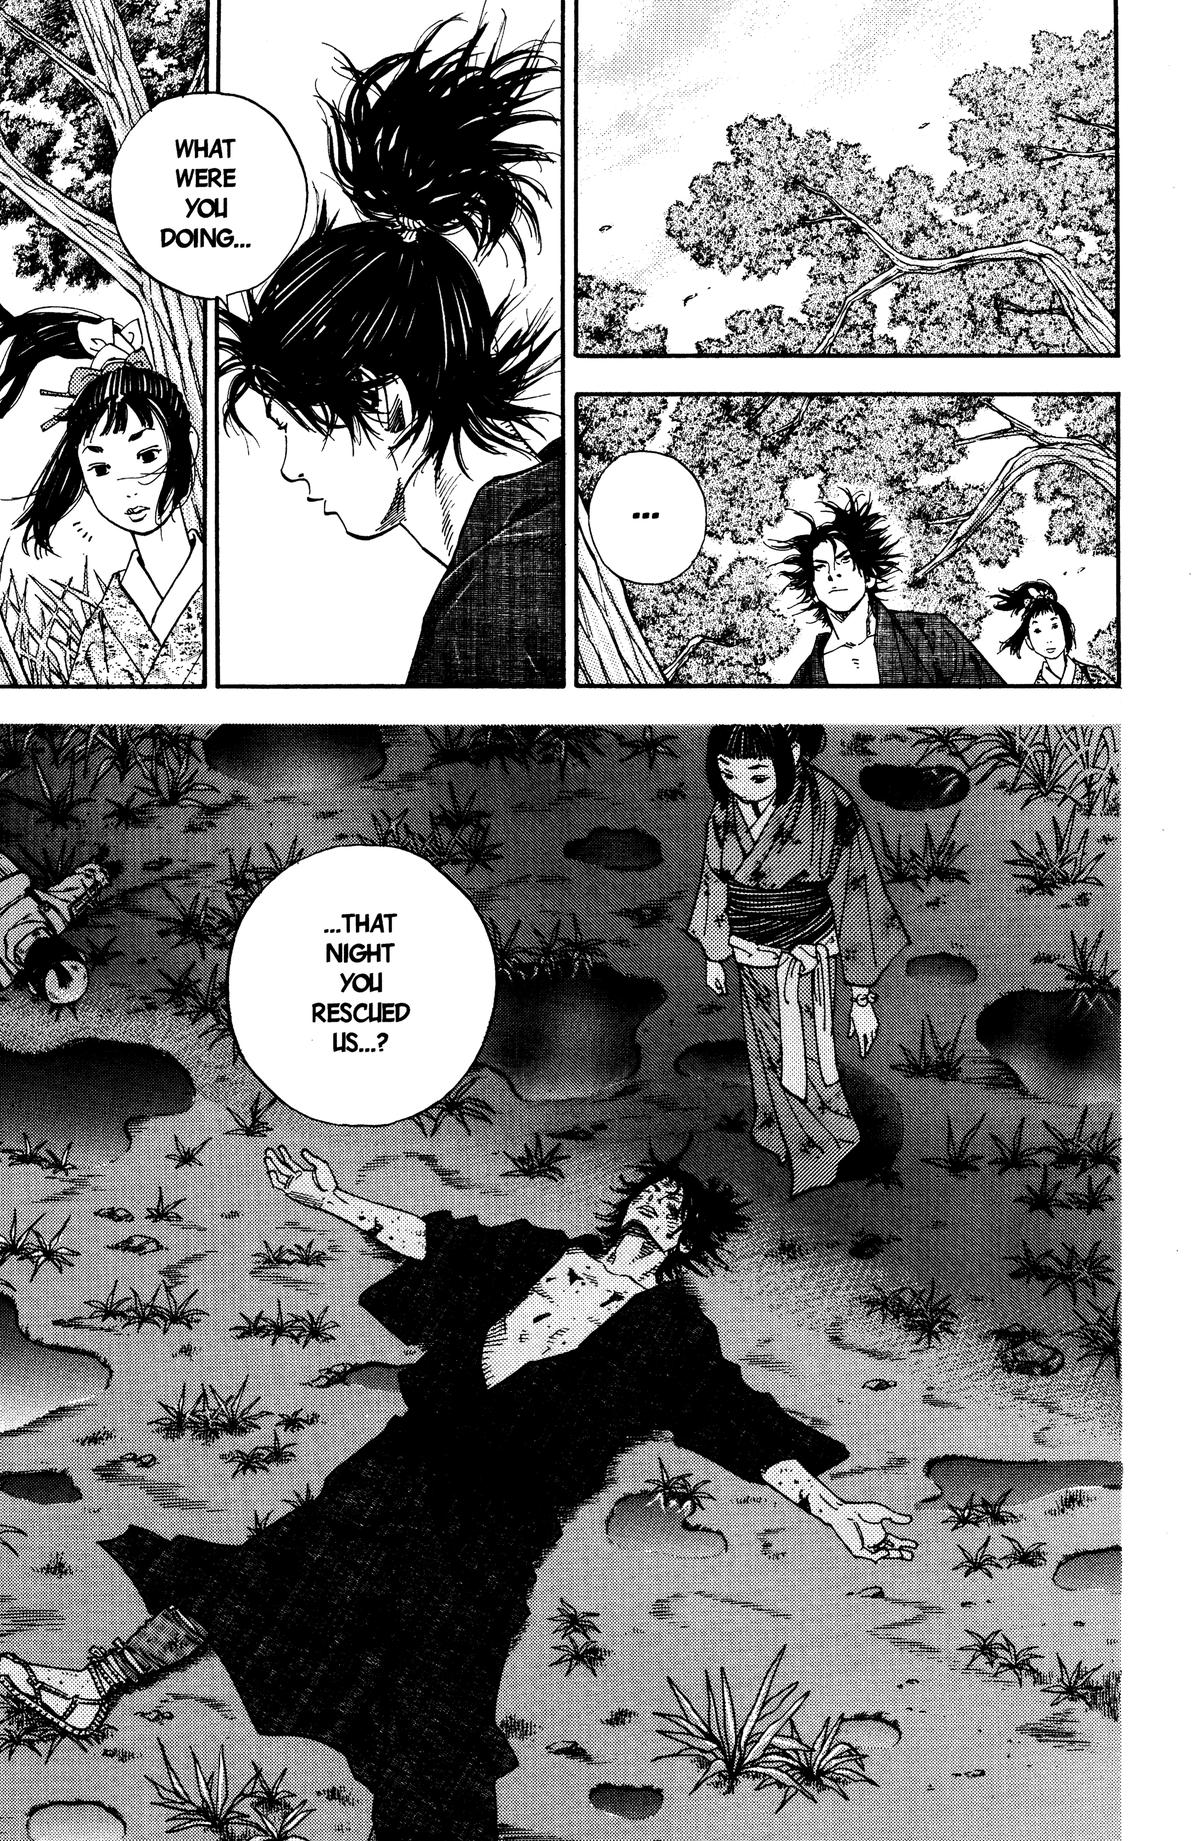 ...
WHAT
WERE
YOU
DOING...
...THAT
NIGHT
YOU
RESCUED
US...?